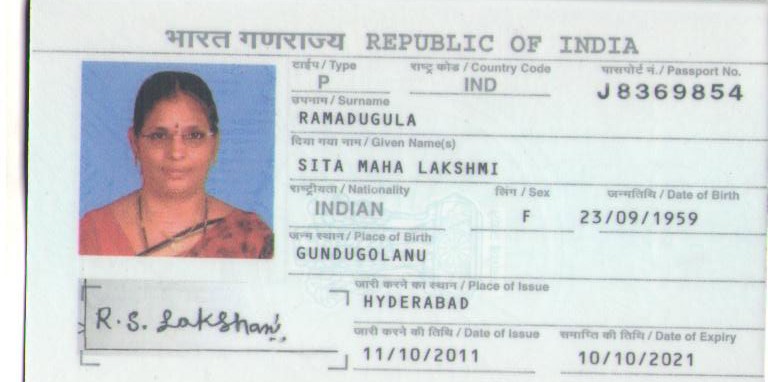 भारत गणराज्य REPUBLIC OF INDIA
टाईप / Type राष्ट्र कोड / Country Code पासपोर्ट नं./ Passport No.
P IND J8369854
उपनाम / Surname
RAMADUGULA
दिया गया नाम / Given Name(s)
SITA MAHA LAKSHMI
राष्ट्रीयता / Nationality लिंग / Sex जन्मतिथि / Date of Birth
INDIAN F 23/09/1959
जन्म स्थान / Place of Birth
GUNDUGOLANU
जारी करने का स्थान / Place of Issue
HYDERABAD
R.S. Lakshmi
जारी करने की तिथि / Date of Issue समाप्ति की तिथि / Date of Expiry
11/10/2011 10/10/2021